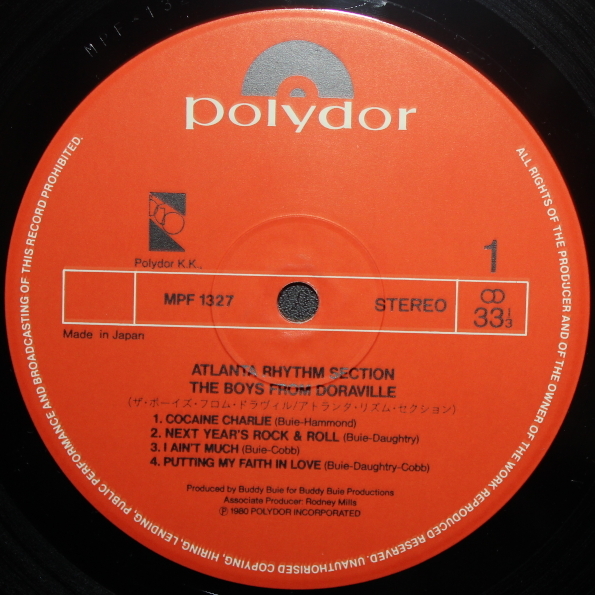 MPF-13
polydor
Polydor K.K.,
1
MPF 1327
STEREO
33 1/3
Made in Japan
ATLANTA RHYTHM SECTION
THE BOYS FROM DORAVILLE
(ザ・ボーイズ・フロム・ドラヴィル/アトランタ・リズム・セクション)
1. COCAINE CHARLIE (Buie-Hammond)
2. NEXT YEAR'S ROCK & ROLL (Buie-Daughtry)
3. I AIN'T MUCH (Buie-Cobb)
4. PUTTING MY FAITH IN LOVE (Buie-Daughtry-Cobb)
Produced by Buddy Buie for Buddy Buie Productions
Associate Producer: Rodney Mills
Ⓟ 1980 POLYDOR INCORPORATED
ALL RIGHTS OF THE PRODUCER AND OF THE OWNER OF THE WORK REPRODUCED RESERVED. UNAUTHORISED COPYING, HIRING, LENDING, PUBLIC PERFORMANCE AND BROADCASTING OF THIS RECORD PROHIBITED.